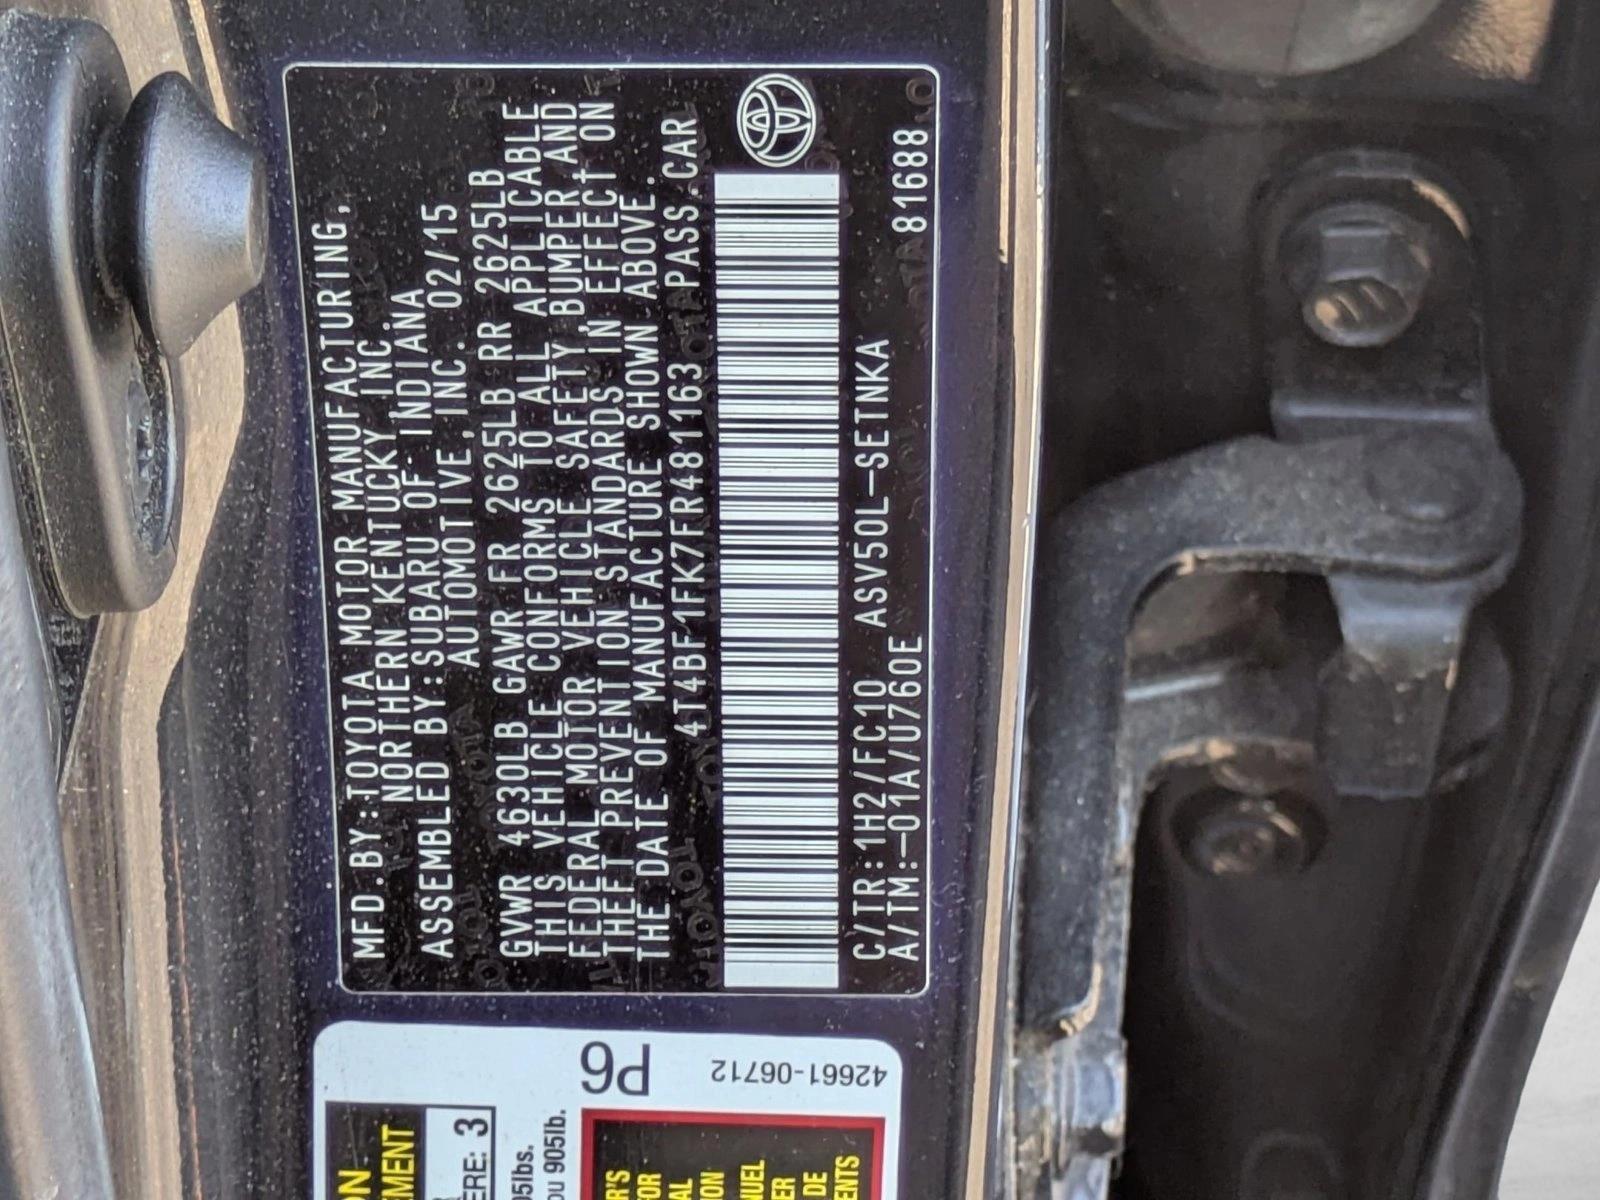 MFD.BY:TOYOTA MOTOR MANUFACTURING,
NORTHERN KENTUCKY,INC.
ASSEMBLED BY:SUBARU OF INDIANA
AUTOMOTIVE,INC. 02/15
GVWR 4630LB GAWR FR 2625LB RR 2625LB
THIS VEHICLE CONFORMS TO ALL APPLICABLE
FEDERAL MOTOR VEHICLE SAFETY,BUMPER AND
THEFT PREVENTION STANDARDS IN EFFECT ON
THE DATE OF MANUFACTURE SHOWN ABOVE.
4T4BF1FK7FR481163 PASS.CAR
C/TR:1H2/FC10 ASV50L-SETNKA 81688
A/TM:-01A/U760E
P6
42661-06712
3
905lb.